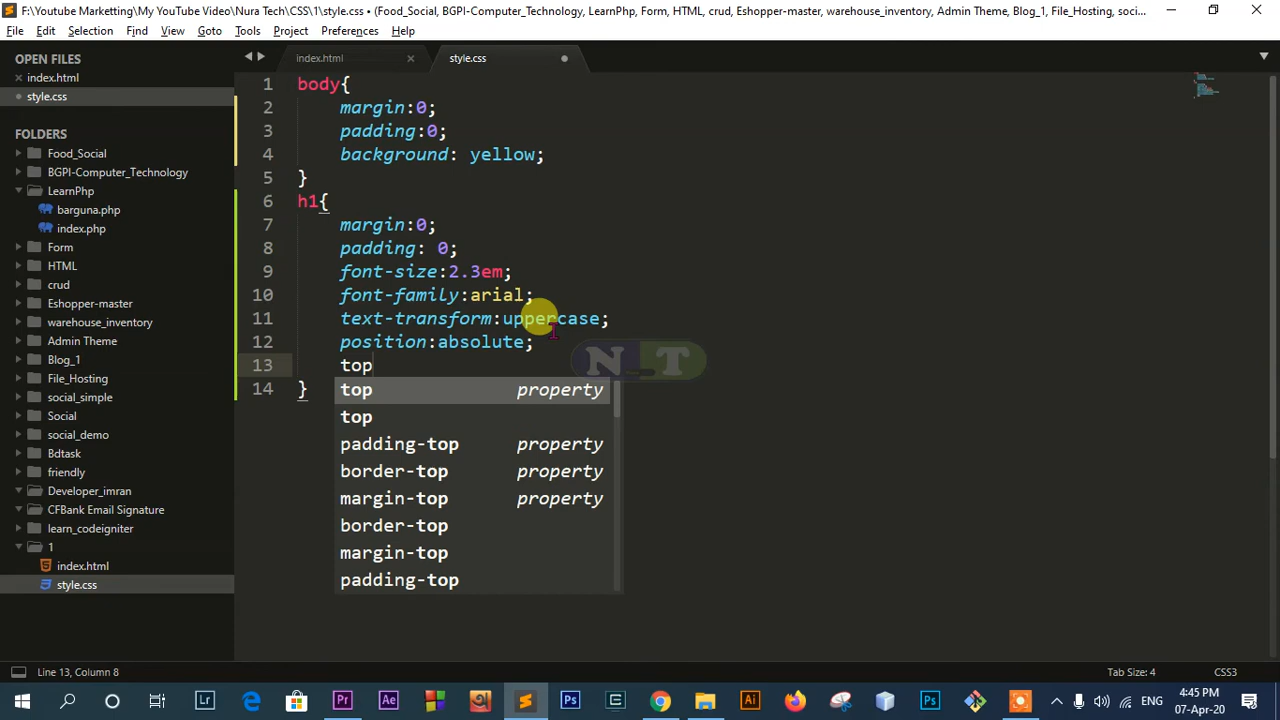 F:\Youtube Marketting\My YouTube Video\Nura Tech\CSS\1\style.css • (Food_Social, BGPI-Computer_Technology, LearnPhp, Form, HTML, crud, Eshopper-master, warehouse_inventory, Admin Theme, Blog_1, File_Hosting, soci...
File Edit Selection Find View Goto Tools Project Preferences Help
OPEN FILES
index.html
style.css
FOLDERS
Food_Social
BGPI-Computer_Technology
LearnPhp
barguna.php
index.php
Form
HTML
crud
Eshopper-master
warehouse_inventory
Admin Theme
Blog_1
File_Hosting
social_simple
Social
social_demo
Bdtask
friendly
Developer_imran
CFBank Email Signature
learn_codeigniter
1
index.html
style.css
index.html
style.css
1 body{
2 margin:0;
3 padding:0;
4 background: yellow;
5 }
6 h1{
7 margin:0;
8 padding: 0;
9 font-size:2.3em;
10 font-family:arial;
11 text-transform:uppercase;
12 position:absolute;
13 top
14 }
top property
top
padding-top property
border-top property
margin-top property
border-top
margin-top
padding-top
N_T
Line 13, Column 8
Tab Size: 4 CSS3
Lr Pr Ae Ps Ai Ps
ENG
4:45 PM
07-Apr-20